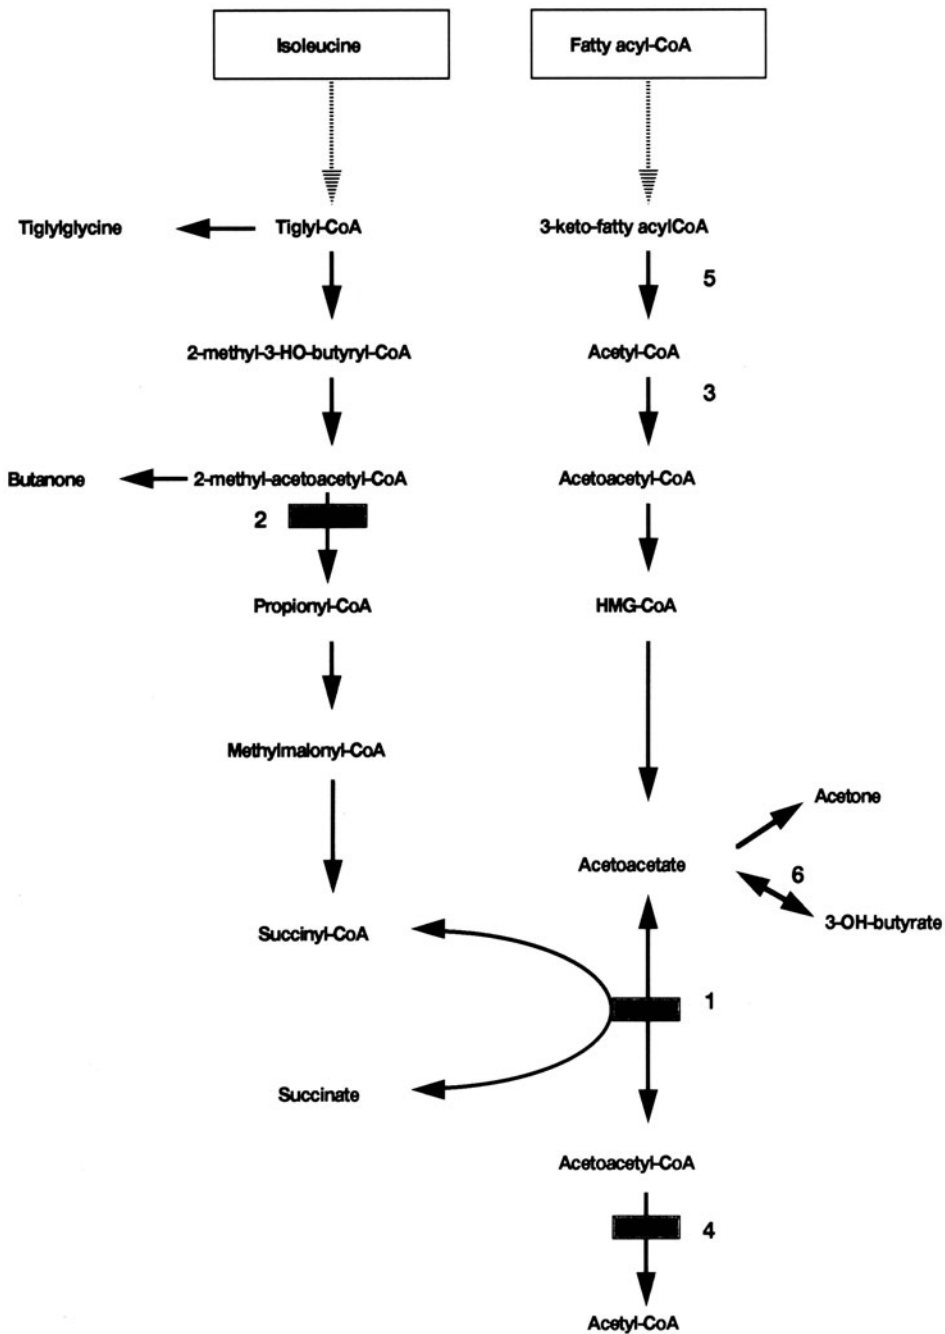 Isoleucine
Fatty acyl-CoA
Tiglylglycine
Tiglyl-CoA
3-keto-fatty acylCoA
5
2-methyl-3-HO-butyryl-CoA
Acetyl-CoA
3
Butanone
2-methyl-acetoacetyl-CoA
Acetoacetyl-CoA
2
Propionyl-CoA
HMG-CoA
Methylmalonyl-CoA
Acetone
Acetoacetate
6
3-OH-butyrate
Succinyl-CoA
1
Succinate
Acetoacetyl-CoA
4
Acetyl-CoA